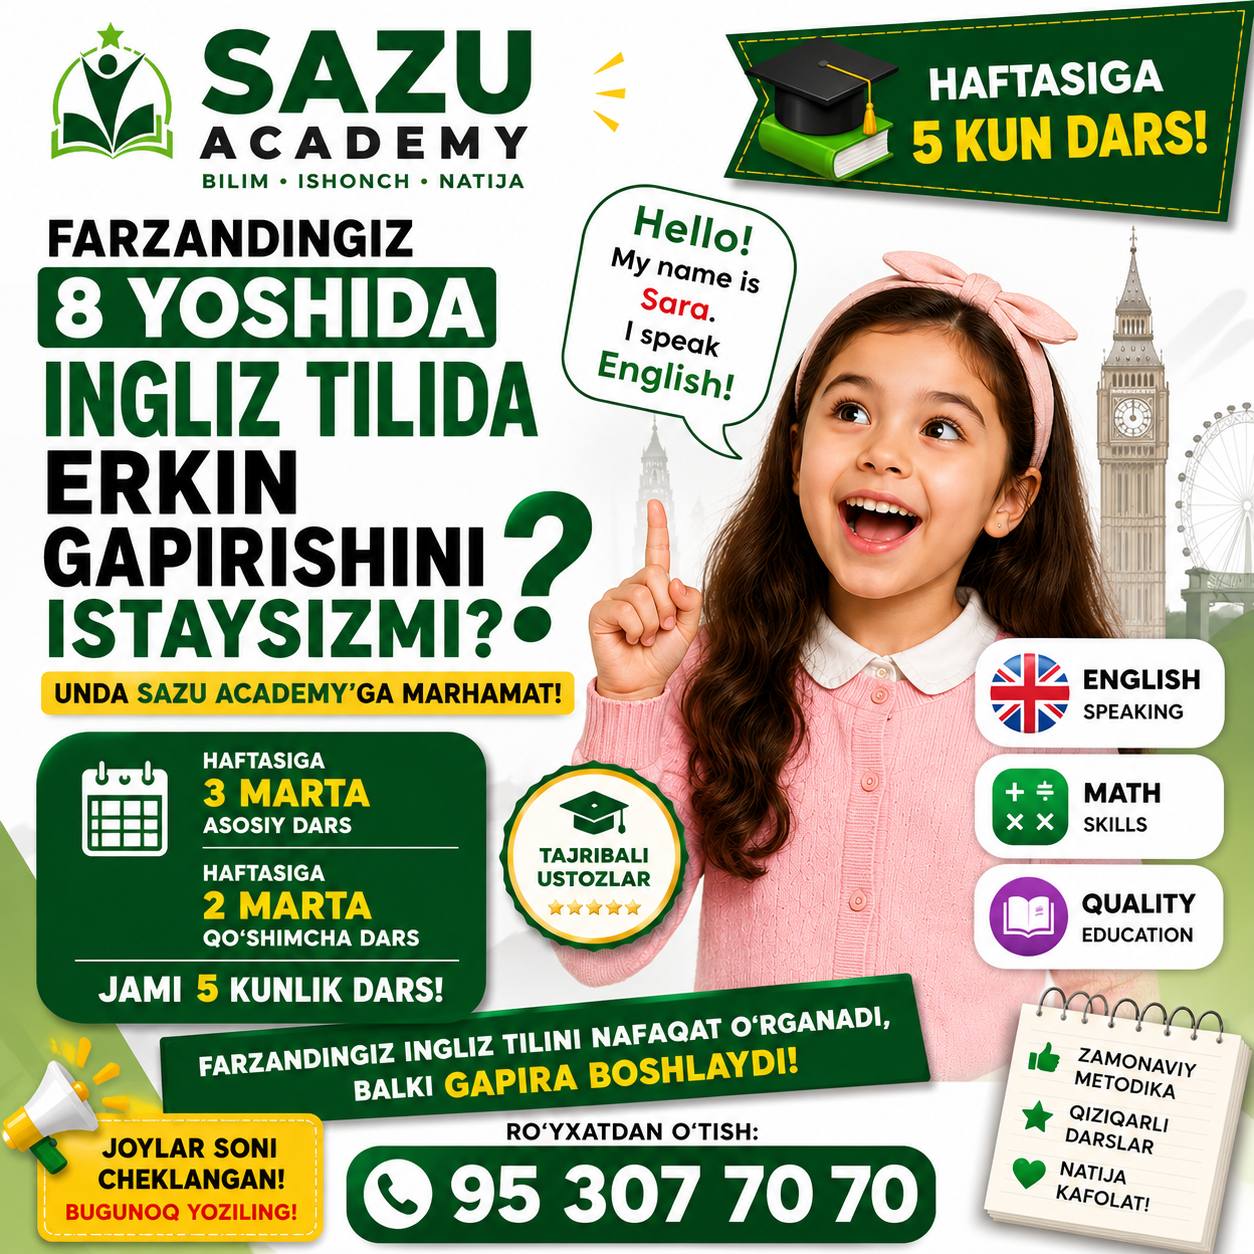 SAZU
ACADEMY
BILIM • ISHONCH • NATIJA
HAFTASIGA
5 KUN DARS!
FARZANDINGIZ
8 YOSHIDA
INGLIZ TILIDA
ERKIN
GAPIRISHINI
ISTAYSIZMI?
?
UNDA SAZU ACADEMY'GA MARHAMAT!
Hello!
My name is
Sara.
I speak
English!
ENGLISH
SPEAKING
MATH
SKILLS
QUALITY
EDUCATION
HAFTASIGA
3 MARTA
ASOSIY DARS
HAFTASIGA
2 MARTA
QO‘SHIMCHA DARS
JAMI 5 KUNLIK DARS!
TAJRIBALI
USTOZLAR
FARZANDINGIZ INGLIZ TILINI NAFAQAT O‘RGANADI,
BALKI GAPIRA BOSHLAYDI!
ZAMONAVIY
METODIKA
QIZIQARLI
DARSLAR
NATIJA
KAFOLAT!
JOYLAR SONI
CHEKLANGAN!
BUGUNOQ YOZILING!
RO‘YXATDAN O‘TISH:
95 307 70 70